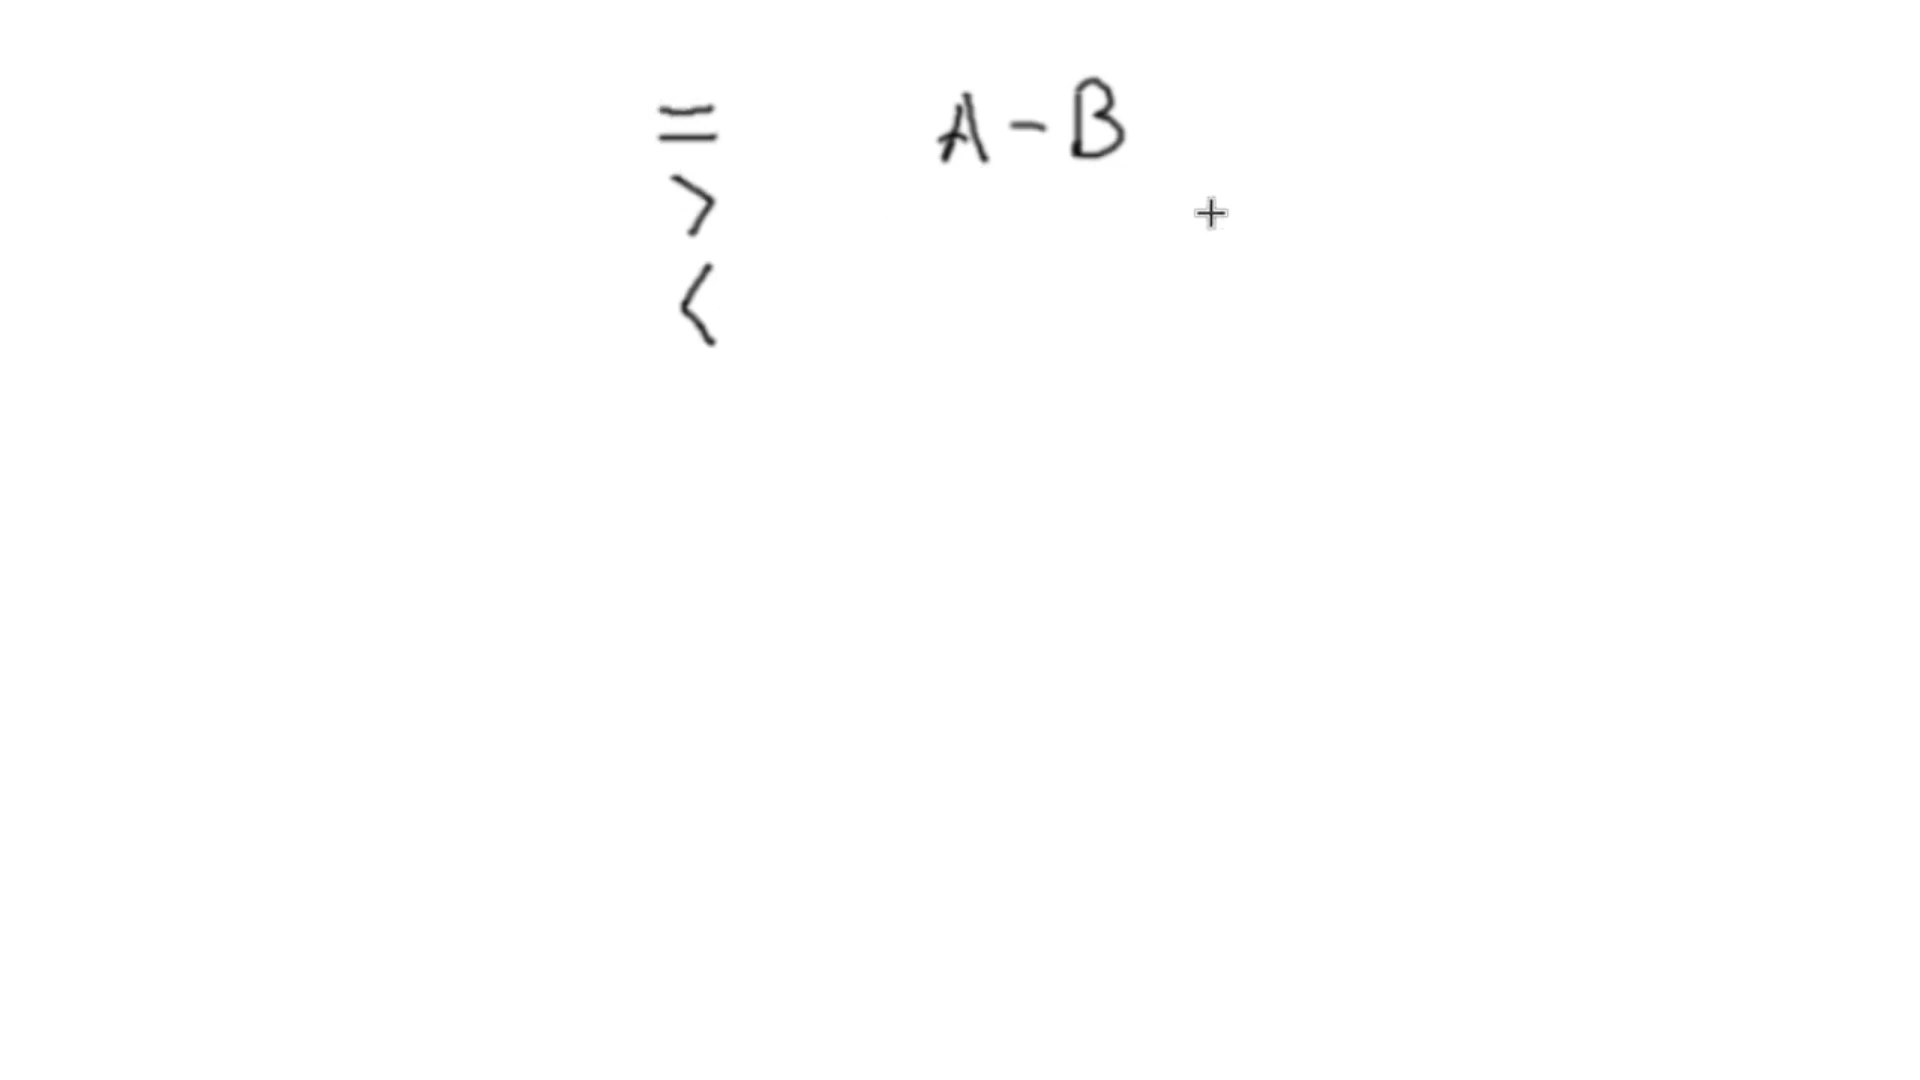 = A - B
>
<